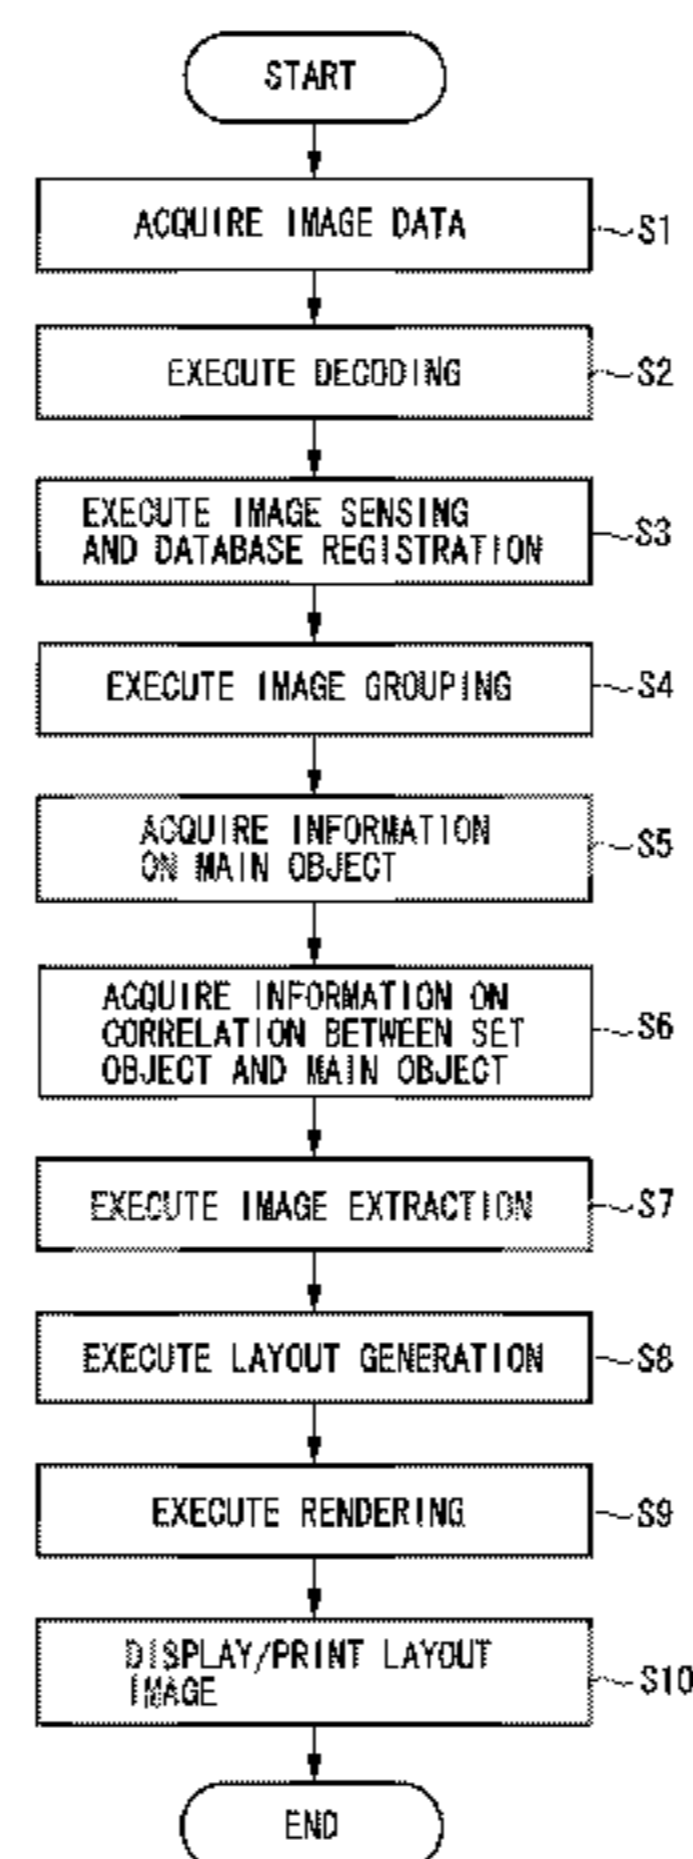 START
ACQUIRE IMAGE DATA
S1
EXECUTE DECODING
S2
EXECUTE IMAGE SENSING
AND DATABASE REGISTRATION
S3
EXECUTE IMAGE GROUPING
S4
ACQUIRE INFORMATION
ON MAIN OBJECT
S5
ACQUIRE INFORMATION ON
CORRELATION BETWEEN SET
OBJECT AND MAIN OBJECT
S6
EXECUTE IMAGE EXTRACTION
S7
EXECUTE LAYOUT GENERATION
S8
EXECUTE RENDERING
S9
DISPLAY/PRINT LAYOUT
IMAGE
S10
END